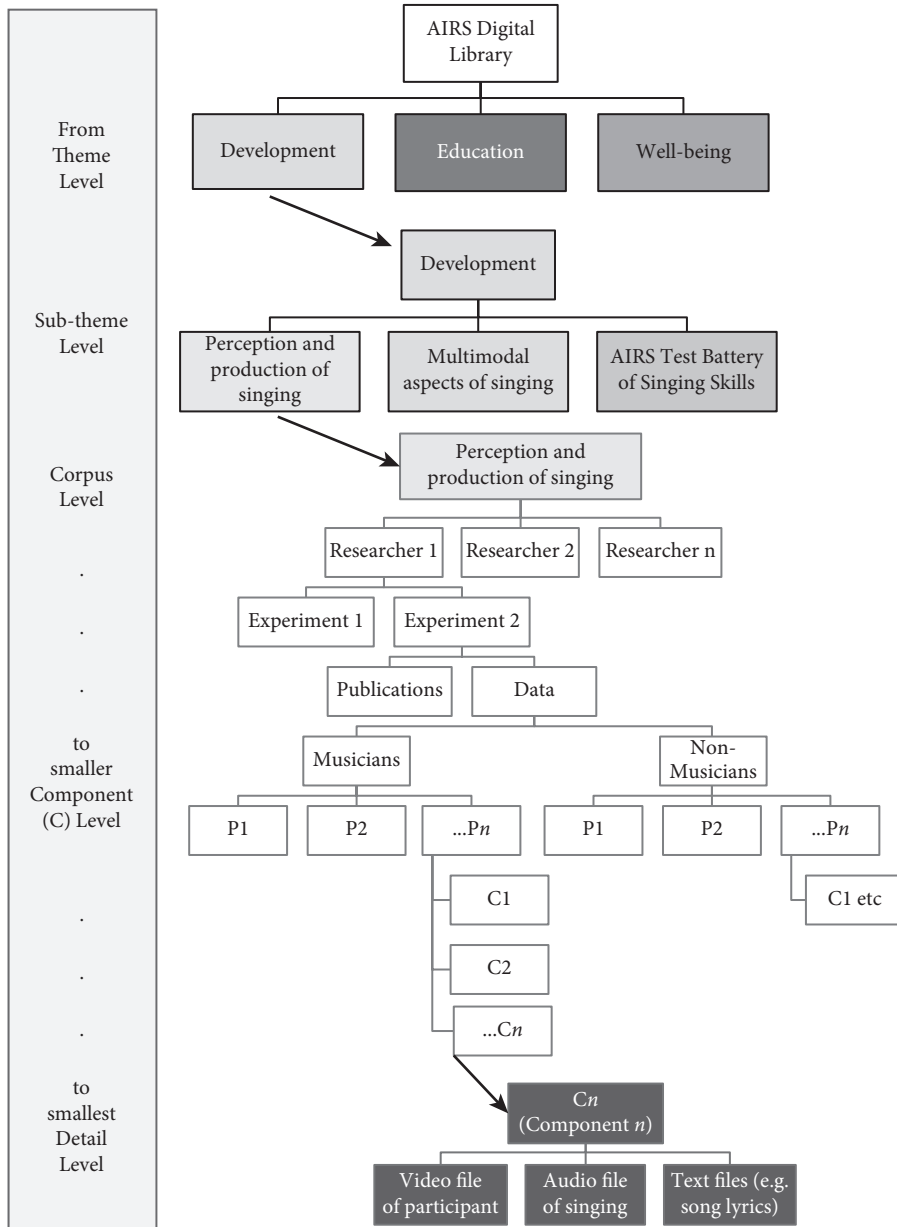 AIRS Digital
Library
From
Theme
Level
Development
Education
Well-being
Development
Sub-theme
Level
Perception and
production of
singing
Multimodal
aspects of singing
AIRS Test Battery
of Singing Skills
Corpus
Level
Perception and
production of singing
Researcher 1
Researcher 2
Researcher n
.
Experiment 1
Experiment 2
.
Publications
Data
.
to
smaller
Component
(C) Level
Musicians
Non-
Musicians
P1
P2
...Pn
P1
P2
...Pn
C1
C1 etc
.
C2
.
...Cn
.
to
smallest
Detail
Level
Cn
(Component n)
Video file
of participant
Audio file
of singing
Text files (e.g.
song lyrics)